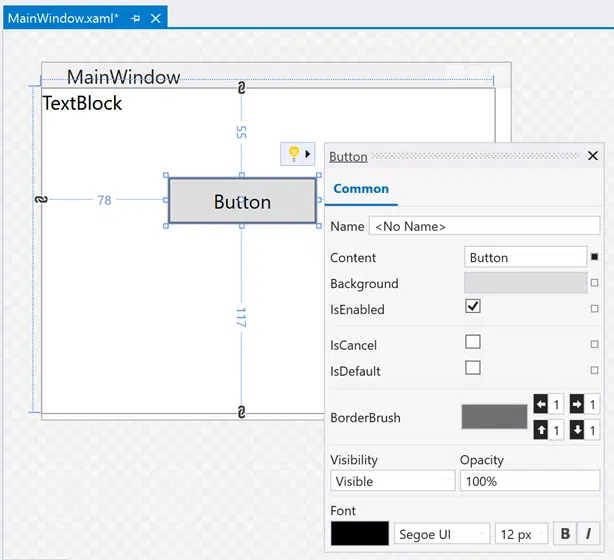 MainWindow.xaml*
MainWindow
TextBlock
55
78
Button
117
Button
Common
Name <No Name>
Content Button
Background
IsEnabled
IsCancel
IsDefault
BorderBrush 1 1
1 1
Visibility Opacity
Visible 100%
Font
Segoe UI 12 px B I